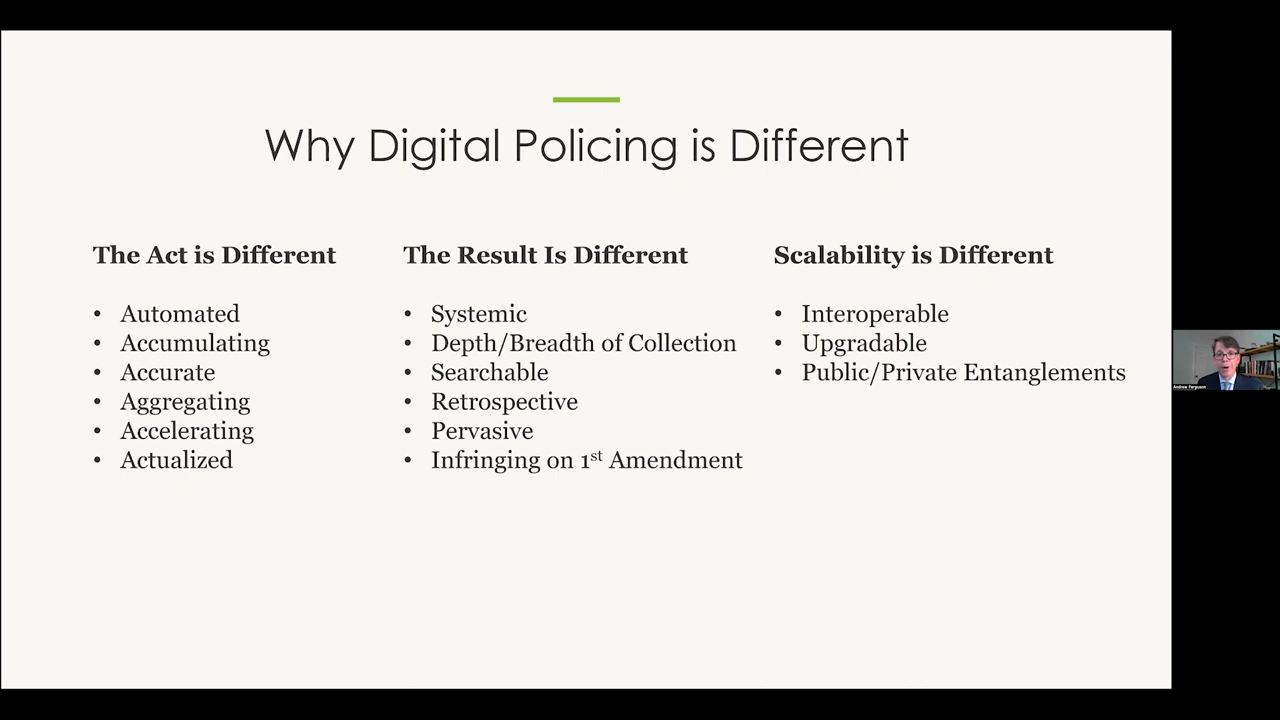 Why Digital Policing is Different
The Act is Different
• Automated
• Accumulating
• Accurate
• Aggregating
• Accelerating
• Actualized
The Result Is Different
• Systemic
• Depth/Breadth of Collection
• Searchable
• Retrospective
• Pervasive
• Infringing on 1st Amendment
Scalability is Different
• Interoperable
• Upgradable
• Public/Private Entanglements
Andrew Ferguson